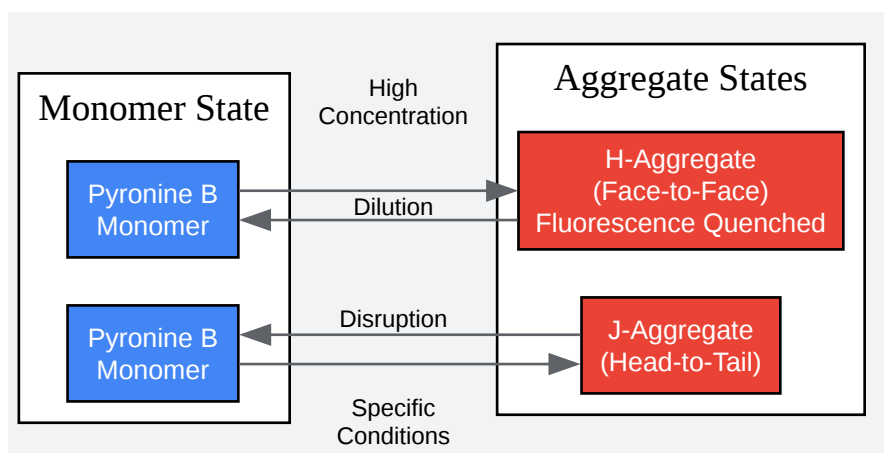 Monomer State
Pyronine B
Monomer
Pyronine B
Monomer
High
Concentration
Dilution
Disruption
Specific
Conditions
Aggregate States
H-Aggregate
(Face-to-Face)
Fluorescence Quenched
J-Aggregate
(Head-to-Tail)